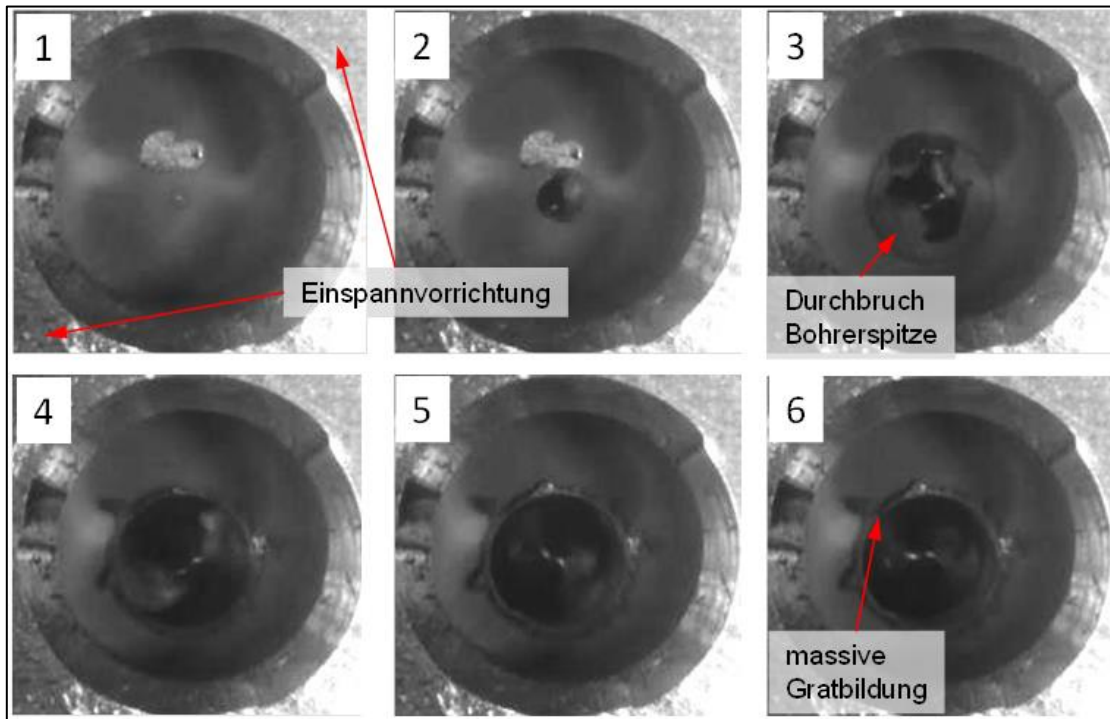 1
2
3
Einspannvorrichtung
Durchbruch
Bohrerspitze
4
5
6
massive
Gratbildung